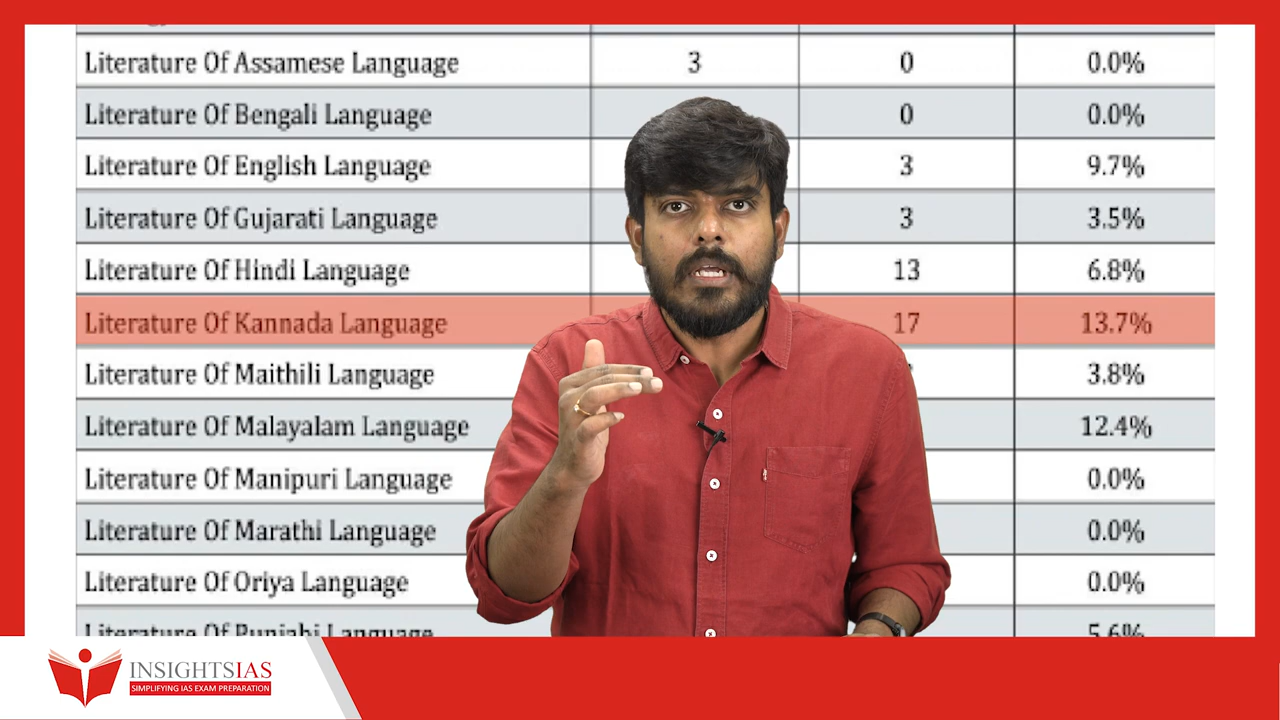 Literature Of Assamese Language 3 0 0.0%
Literature Of Bengali Language 0 0.0%
Literature Of English Language 3 9.7%
Literature Of Gujarati Language 3 3.5%
Literature Of Hindi Language 13 6.8%
Literature Of Kannada Language 17 13.7%
Literature Of Maithili Language 3.8%
Literature Of Malayalam Language 12.4%
Literature Of Manipuri Language 0.0%
Literature Of Marathi Language 0.0%
Literature Of Oriya Language 0.0%
Literature Of Punjabi Language 5.6%
INSIGHTSIAS
SIMPLIFYING IAS EXAM PREPARATION